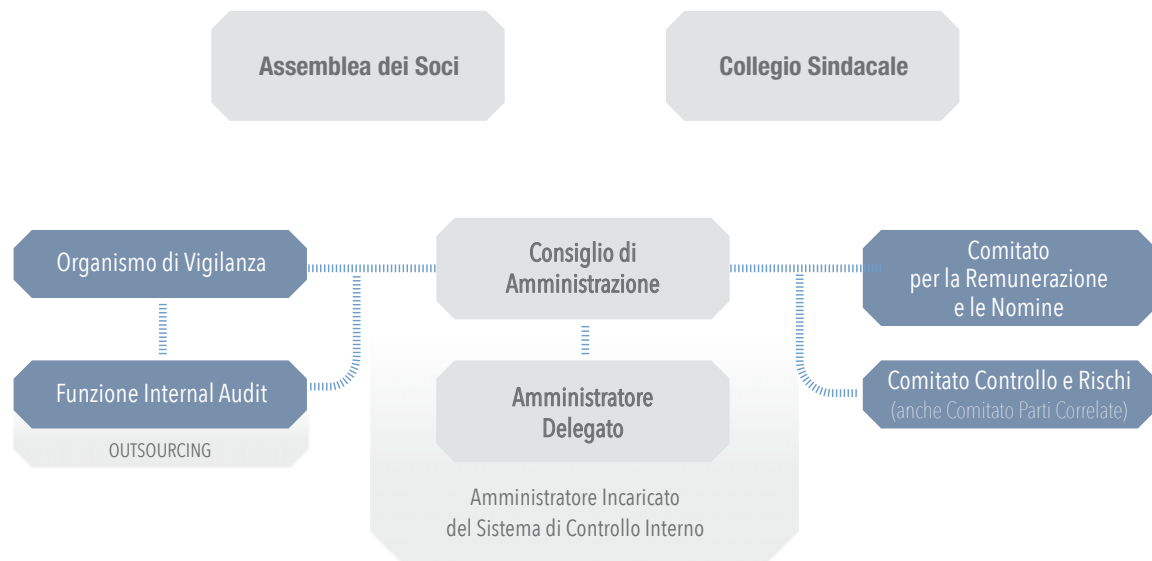 Assemblea dei Soci
Collegio Sindacale
Organismo di Vigilanza
Consiglio di
Amministrazione
Comitato
per la Remunerazione
e le Nomine
Funzione Internal Audit
OUTSOURCING
Amministratore
Delegato
Comitato Controllo e Rischi
(anche Comitato Parti Correlate)
Amministratore Incaricato
del Sistema di Controllo Interno